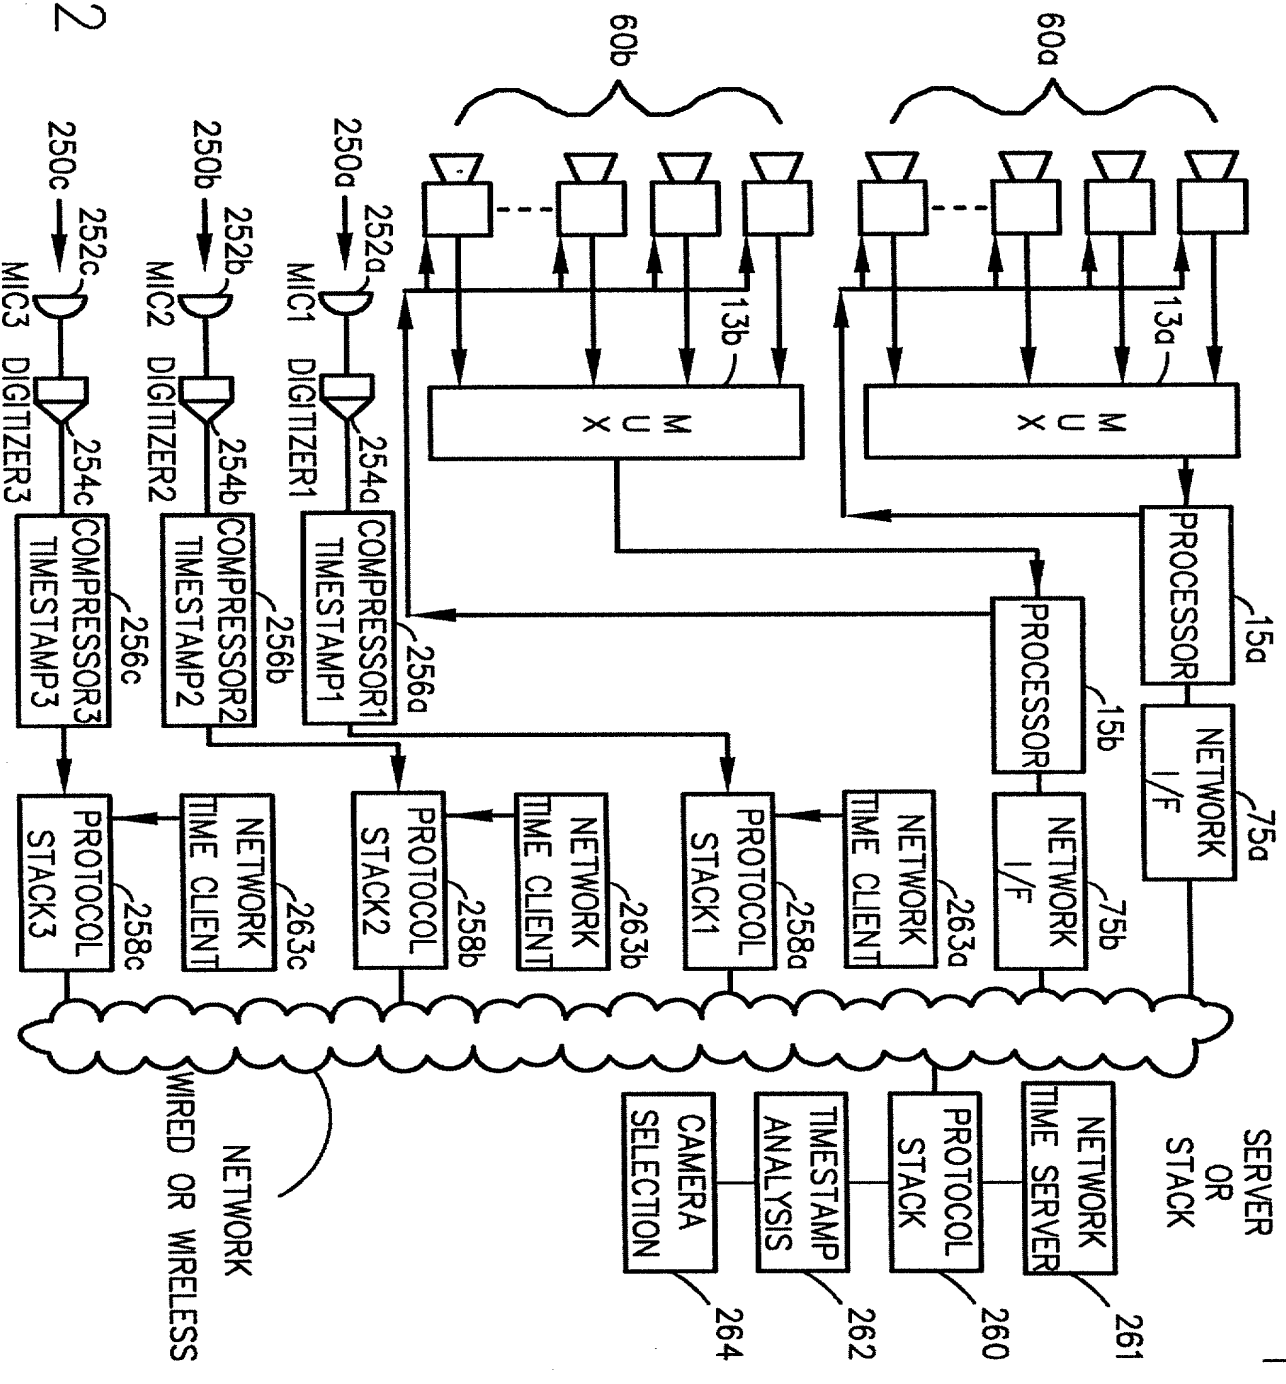 60a
13a
MUX
PROCESSOR
15a
NETWORK
I/F
75a
60b
13b
MUX
PROCESSOR
15b
NETWORK
I/F
75b
250a
252a
MIC1
DIGITIZER1
254a
COMPRESSOR1
TIMESTAMP1
256a
NETWORK
TIME CLIENT
263a
PROTOCOL
STACK1
258a
250b
252b
MIC2
DIGITIZER2
254b
COMPRESSOR2
TIMESTAMP2
256b
NETWORK
TIME CLIENT
263b
PROTOCOL
STACK2
258b
250c
252c
MIC3
DIGITIZER3
254c
COMPRESSOR3
TIMESTAMP3
256c
NETWORK
TIME CLIENT
263c
PROTOCOL
STACK3
258c
SERVER
OR
STACK
NETWORK
TIME SERVER
261
PROTOCOL
STACK
260
TIMESTAMP
ANALYSIS
262
CAMERA
SELECTION
264
NETWORK
WIRED OR WIRELESS
2